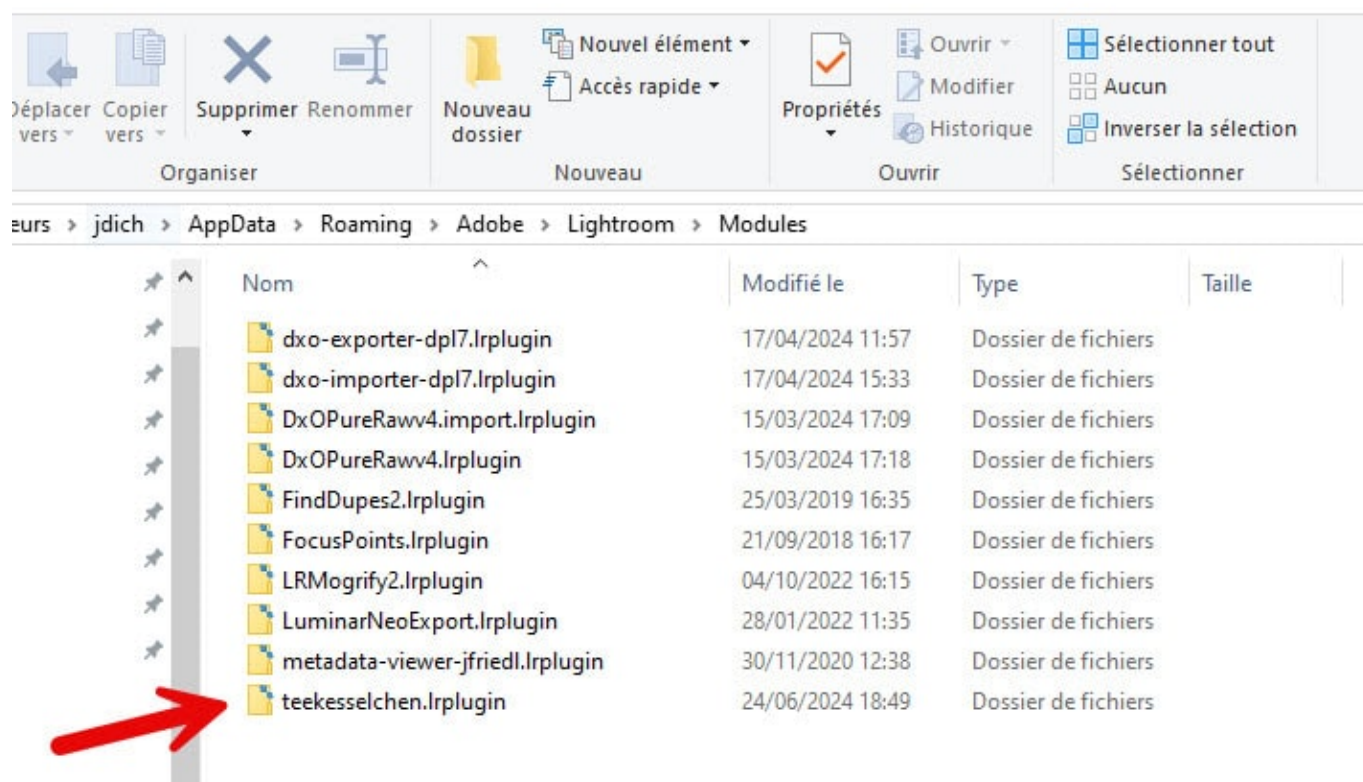 Déplacer vers
Copier vers
Supprimer
Renommer
Nouveau dossier
Nouvel élément
Accès rapide
Propriétés
Ouvrir
Modifier
Historique
Sélectionner tout
Aucun
Inverser la sélection
Organiser
Nouveau
Ouvrir
Sélectionner
eurs > jdich > AppData > Roaming > Adobe > Lightroom > Modules
Nom Modifié le Type Taille
dxo-exporter-dpl7.lrplugin 17/04/2024 11:57 Dossier de fichiers
dxo-importer-dpl7.lrplugin 17/04/2024 15:33 Dossier de fichiers
DxOPureRawv4.import.lrplugin 15/03/2024 17:09 Dossier de fichiers
DxOPureRawv4.lrplugin 15/03/2024 17:18 Dossier de fichiers
FindDupes2.lrplugin 25/03/2019 16:35 Dossier de fichiers
FocusPoints.lrplugin 21/09/2018 16:17 Dossier de fichiers
LRMogrify2.lrplugin 04/10/2022 16:15 Dossier de fichiers
LuminarNeoExport.lrplugin 28/01/2022 11:35 Dossier de fichiers
metadata-viewer-jfriedl.lrplugin 30/11/2020 12:38 Dossier de fichiers
teekesselchen.lrplugin 24/06/2024 18:49 Dossier de fichiers